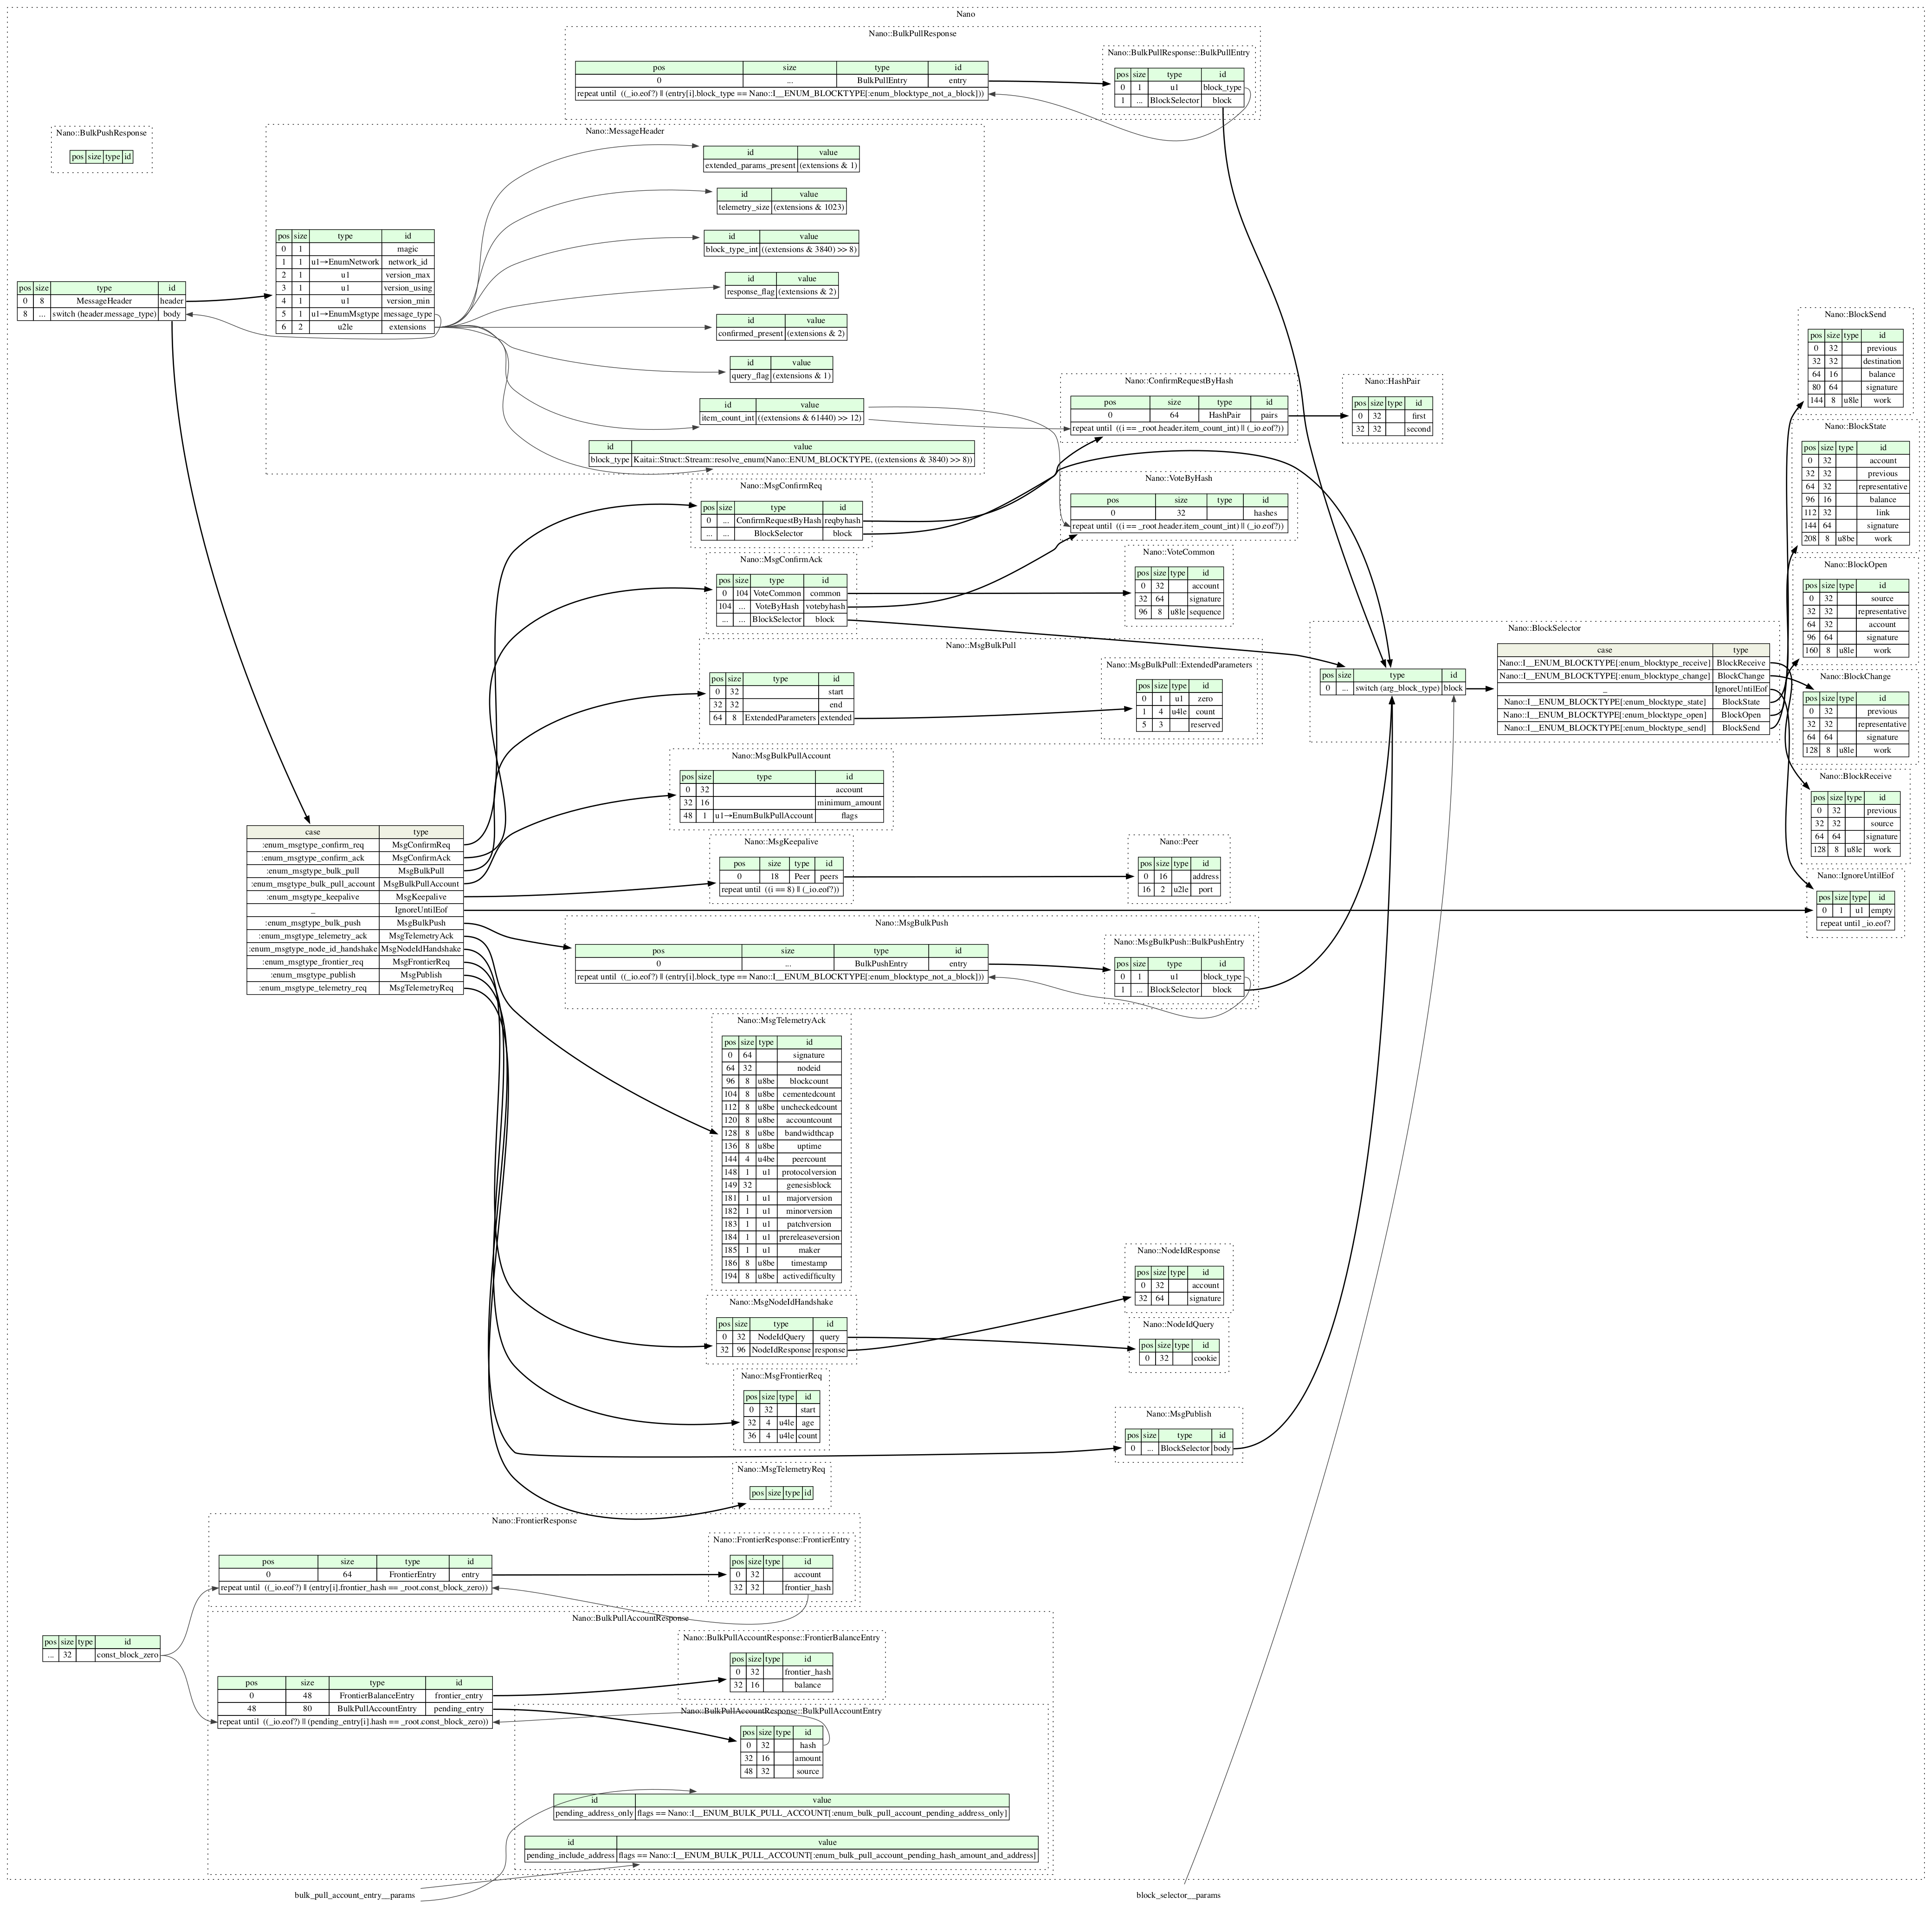 Nano
Nano::BulkPullResponse
pos size type id
0 ... BulkPullEntry entry
repeat until ((_io.eof?) || (entry[i].block_type == Nano::I__ENUM_BLOCKTYPE[:enum_blocktype_not_a_block]))
Nano::BulkPullResponse::BulkPullEntry
pos size type id
0 1 u1 block_type
1 ... BlockSelector block
Nano::BulkPushResponse
pos size type id
Nano::MessageHeader
pos size type id
0 1 magic
1 1 u1→EnumNetwork network_id
2 1 u1 version_max
3 1 u1 version_using
4 1 u1 version_min
5 1 u1→EnumMsgtype message_type
6 2 u2le extensions
id value
extended_params_present (extensions & 1)
id value
telemetry_size (extensions & 1023)
id value
block_type_int ((extensions & 3840) >> 8)
id value
response_flag (extensions & 2)
id value
confirmed_present (extensions & 2)
id value
query_flag (extensions & 1)
id value
item_count_int ((extensions & 61440) >> 12)
id value
block_type Kaitai::Struct::Stream::resolve_enum(Nano::ENUM_BLOCKTYPE, ((extensions & 3840) >> 8))
pos size type id
0 8 MessageHeader header
8 ... switch (header.message_type) body
Nano::ConfirmRequestByHash
pos size type id
0 64 HashPair pairs
repeat until ((i == _root.header.item_count_int) || (_io.eof?))
Nano::HashPair
pos size type id
0 32 first
32 32 second
Nano::VoteByHash
pos size type id
0 32 hashes
repeat until ((i == _root.header.item_count_int) || (_io.eof?))
Nano::MsgConfirmReq
pos size type id
0 ... ConfirmRequestByHash reqbyhash
... ... BlockSelector block
Nano::MsgConfirmAck
pos size type id
0 104 VoteCommon common
104 ... VoteByHash votebyhash
... ... BlockSelector block
Nano::VoteCommon
pos size type id
0 32 account
32 64 signature
96 8 u8le sequence
Nano::MsgBulkPull
pos size type id
0 32 start
32 32 end
64 8 ExtendedParameters extended
Nano::MsgBulkPull::ExtendedParameters
pos size type id
0 1 u1 zero
1 4 u4le count
5 3 reserved
Nano::BlockSelector
pos size type id
0 ... switch (arg_block_type) block
case type
Nano::I__ENUM_BLOCKTYPE[:enum_blocktype_receive] BlockReceive
Nano::I__ENUM_BLOCKTYPE[:enum_blocktype_change] BlockChange
_ IgnoreUntilEof
Nano::I__ENUM_BLOCKTYPE[:enum_blocktype_state] BlockState
Nano::I__ENUM_BLOCKTYPE[:enum_blocktype_open] BlockOpen
Nano::I__ENUM_BLOCKTYPE[:enum_blocktype_send] BlockSend
Nano::BlockSend
pos size type id
0 32 previous
32 32 destination
64 16 balance
80 64 signature
144 8 u8le work
Nano::BlockState
pos size type id
0 32 account
32 32 previous
64 32 representative
96 16 balance
112 32 link
144 64 signature
208 8 u8be work
Nano::BlockOpen
pos size type id
0 32 source
32 32 representative
64 32 account
96 64 signature
160 8 u8le work
Nano::BlockChange
pos size type id
0 32 previous
32 32 representative
64 64 signature
128 8 u8le work
Nano::BlockReceive
pos size type id
0 32 previous
32 32 source
64 64 signature
128 8 u8le work
Nano::IgnoreUntilEof
pos size type id
0 1 u1 empty
repeat until _io.eof?
Nano::MsgBulkPullAccount
pos size type id
0 32 account
32 16 minimum_amount
48 1 u1→EnumBulkPullAccount flags
Nano::MsgKeepalive
pos size type id
0 18 Peer peers
repeat until ((i == 8) || (_io.eof?))
Nano::Peer
pos size type id
0 16 address
16 2 u2le port
case type
:enum_msgtype_confirm_req MsgConfirmReq
:enum_msgtype_confirm_ack MsgConfirmAck
:enum_msgtype_bulk_pull MsgBulkPull
:enum_msgtype_bulk_pull_account MsgBulkPullAccount
:enum_msgtype_keepalive MsgKeepalive
_ IgnoreUntilEof
:enum_msgtype_bulk_push MsgBulkPush
:enum_msgtype_telemetry_ack MsgTelemetryAck
:enum_msgtype_node_id_handshake MsgNodeIdHandshake
:enum_msgtype_frontier_req MsgFrontierReq
:enum_msgtype_publish MsgPublish
:enum_msgtype_telemetry_req MsgTelemetryReq
Nano::MsgBulkPush
pos size type id
0 ... BulkPushEntry entry
repeat until ((_io.eof?) || (entry[i].block_type == Nano::I__ENUM_BLOCKTYPE[:enum_blocktype_not_a_block]))
Nano::MsgBulkPush::BulkPushEntry
pos size type id
0 1 u1 block_type
1 ... BlockSelector block
Nano::MsgTelemetryAck
pos size type id
0 64 signature
64 32 nodeid
96 8 u8be blockcount
104 8 u8be cementedcount
112 8 u8be uncheckedcount
120 8 u8be accountcount
128 8 u8be bandwidthcap
136 8 u8be uptime
144 4 u4be peercount
148 1 u1 protocolversion
149 32 genesisblock
181 1 u1 majorversion
182 1 u1 minorversion
183 1 u1 patchversion
184 1 u1 prereleaseversion
185 1 u1 maker
186 8 u8be timestamp
194 8 u8be activedifficulty
Nano::MsgNodeIdHandshake
pos size type id
0 32 NodeIdQuery query
32 96 NodeIdResponse response
Nano::NodeIdResponse
pos size type id
0 32 account
32 64 signature
Nano::NodeIdQuery
pos size type id
0 32 cookie
Nano::MsgFrontierReq
pos size type id
0 32 start
32 4 u4le age
36 4 u4le count
Nano::MsgPublish
pos size type id
0 ... BlockSelector body
Nano::MsgTelemetryReq
pos size type id
Nano::FrontierResponse
pos size type id
0 64 FrontierEntry entry
repeat until ((_io.eof?) || (entry[i].frontier_hash == _root.const_block_zero))
Nano::FrontierResponse::FrontierEntry
pos size type id
0 32 account
32 32 frontier_hash
pos size type id
... 32 const_block_zero
Nano::BulkPullAccountResponse
pos size type id
0 48 FrontierBalanceEntry frontier_entry
48 80 BulkPullAccountEntry pending_entry
repeat until ((_io.eof?) || (pending_entry[i].hash == _root.const_block_zero))
Nano::BulkPullAccountResponse::FrontierBalanceEntry
pos size type id
0 32 frontier_hash
32 16 balance
Nano::BulkPullAccountResponse::BulkPullAccountEntry
pos size type id
0 32 hash
32 16 amount
48 32 source
id value
pending_address_only flags == Nano::I__ENUM_BULK_PULL_ACCOUNT[:enum_bulk_pull_account_pending_address_only]
id value
pending_include_address flags == Nano::I__ENUM_BULK_PULL_ACCOUNT[:enum_bulk_pull_account_pending_hash_amount_and_address]
bulk_pull_account_entry__params
block_selector__params